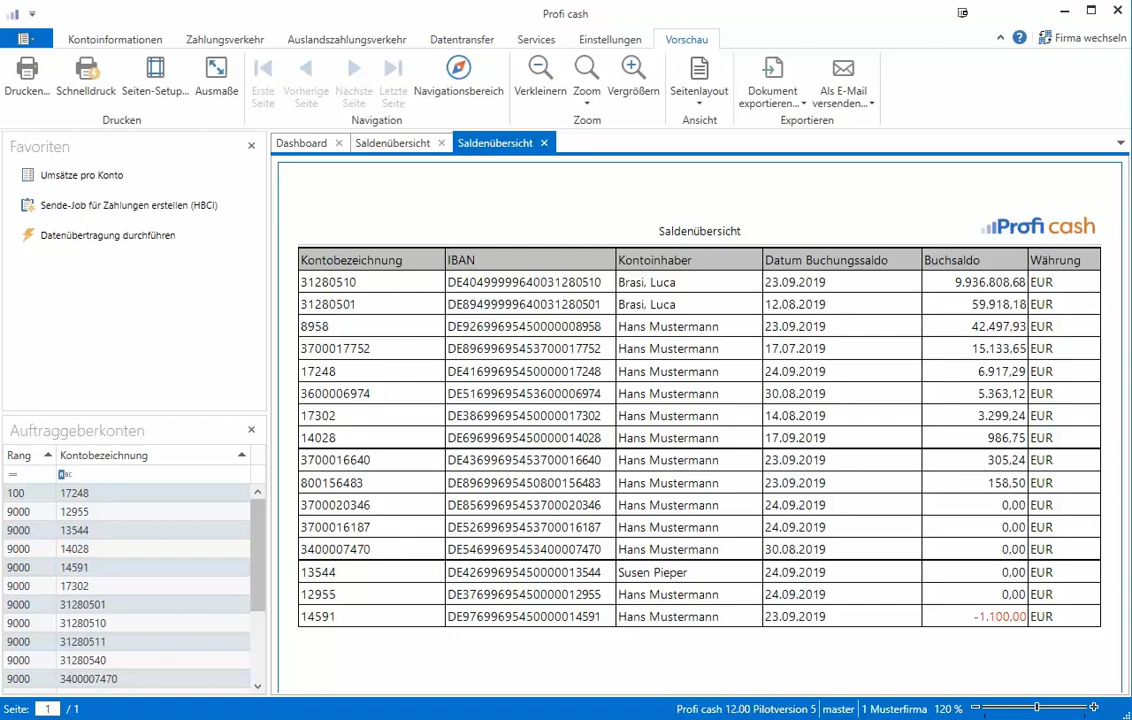 Profi cash
Kontoinformationen Zahlungsverkehr Auslandszahlungsverkehr Datentransfer Services Einstellungen Vorschau Firma wechseln
Drucken... Schnelldruck Seiten-Setup... Ausmaße Erste Seite Vorherige Seite Nächste Seite Letzte Seite Navigationsbereich Verkleinern Zoom Vergrößern Seitenlayout Dokument exportieren... Als E-Mail versenden...
Drucken Navigation Zoom Ansicht Exportieren
Favoriten
Umsätze pro Konto
Sende-Job für Zahlungen erstellen (HBCI)
Datenübertragung durchführen
Auftraggeberkonten
Rang Kontobezeichnung
= ABC
100 17248
9000 12955
9000 13544
9000 14028
9000 14591
9000 17302
9000 31280501
9000 31280510
9000 31280511
9000 31280540
9000 3400007470
Dashboard Saldenübersicht Saldenübersicht
Saldenübersicht Profi cash
Kontobezeichnung IBAN Kontoinhaber Datum Buchungssaldo Buchsaldo Währung
31280510 DE40499999640031280510 Brasi, Luca 23.09.2019 9.936.808,68 EUR
31280501 DE89499999640031280501 Brasi, Luca 12.08.2019 59.918,18 EUR
8958 DE92699695450000008958 Hans Mustermann 23.09.2019 42.497,93 EUR
3700017752 DE89699695453700017752 Hans Mustermann 17.07.2019 15.133,65 EUR
17248 DE41699695450000017248 Hans Mustermann 24.09.2019 6.917,29 EUR
3600006974 DE51699695453600006974 Hans Mustermann 30.08.2019 5.363,12 EUR
17302 DE38699695450000017302 Hans Mustermann 14.08.2019 3.299,24 EUR
14028 DE69699695450000014028 Hans Mustermann 17.09.2019 986,75 EUR
3700016640 DE43699695453700016640 Hans Mustermann 23.09.2019 305,24 EUR
800156483 DE89699695450800156483 Hans Mustermann 23.09.2019 158,50 EUR
3700020346 DE85699695453700020346 Hans Mustermann 24.09.2019 0,00 EUR
3700016187 DE52699695453700016187 Hans Mustermann 24.09.2019 0,00 EUR
3400007470 DE54699695453400007470 Hans Mustermann 30.08.2019 0,00 EUR
13544 DE42699695450000013544 Susen Pieper 24.09.2019 0,00 EUR
12955 DE37699695450000012955 Hans Mustermann 24.09.2019 0,00 EUR
14591 DE97699695450000014591 Hans Mustermann 23.09.2019 -1.100,00 EUR
Seite: 1 / 1 Profi cash 12.00 Pilotversion 5 master 1 Musterfirma 120 %